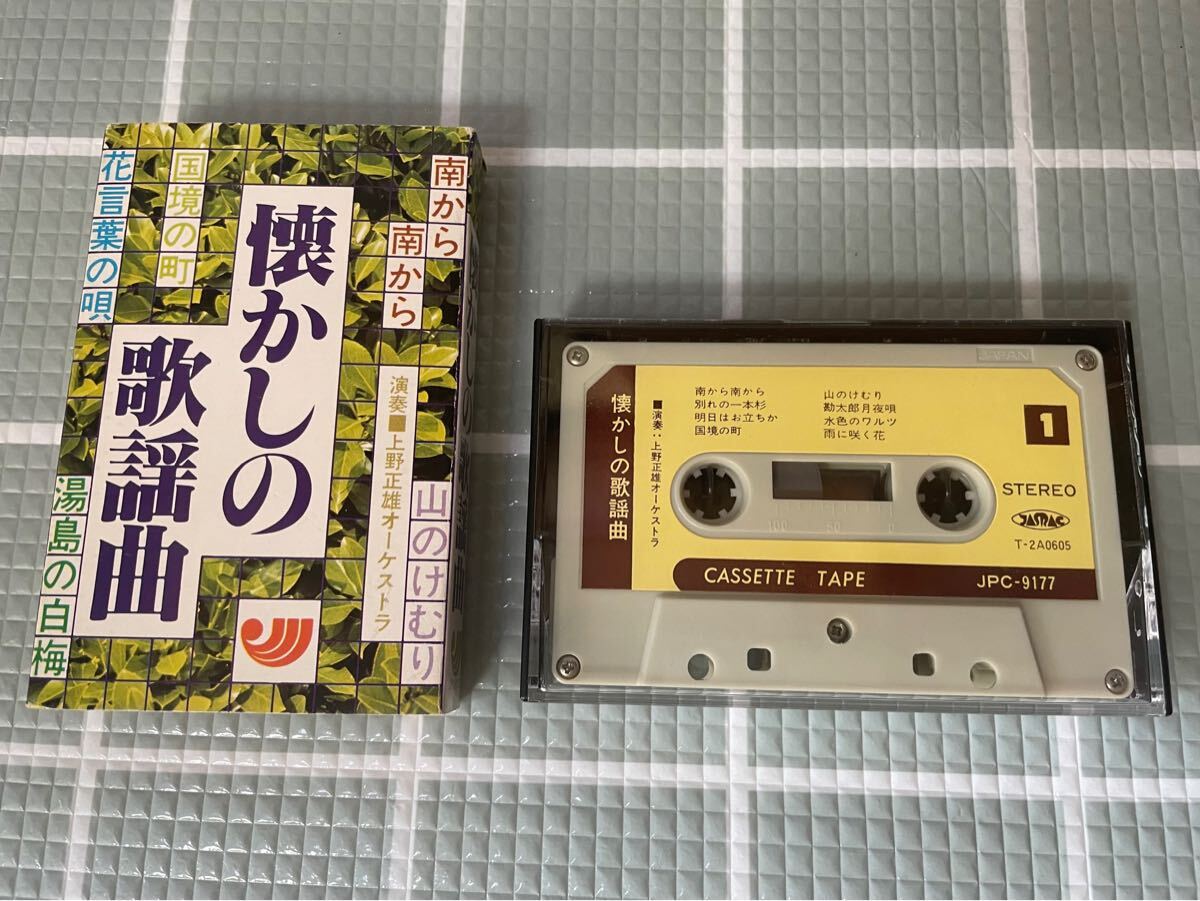 南から
南から
懐かしの
歌謡曲
国境の町
花言葉の唄
演奏■上野正雄オーケストラ
山のけむり
湯島の白梅
JAPAN
懐かしの歌謡曲
■演奏:上野正雄オーケストラ
南から南から
別れの一本杉
明日はお立ちか
国境の町
山のけむり
勘太郎月夜唄
水色のワルツ
雨に咲く花
1
STEREO
JASRAC
T-2A0605
100 50 0
CASSETTE TAPE
JPC-9177